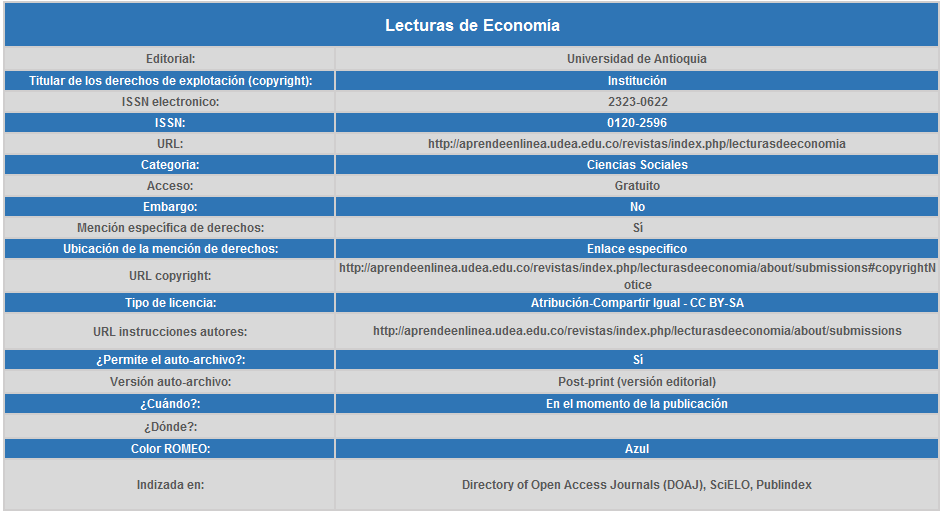 Lecturas de Economía
Editorial: Universidad de Antioquia
Titular de los derechos de explotación (copyright): Institución
ISSN electronico: 2323-0622
ISSN: 0120-2596
URL: http://aprendeenlinea.udea.edu.co/revistas/index.php/lecturasdeeconomia
Categoría: Ciencias Sociales
Acceso: Gratuito
Embargo: No
Mención específica de derechos: Sí
Ubicación de la mención de derechos: Enlace especifico
URL copyright: http://aprendeenlinea.udea.edu.co/revistas/index.php/lecturasdeeconomia/about/submissions#copyrightN
otice
Tipo de licencia: Atribución-Compartir Igual - CC BY-SA
URL instrucciones autores: http://aprendeenlinea.udea.edu.co/revistas/index.php/lecturasdeeconomia/about/submissions
¿Permite el auto-archivo?: Sí
Versión auto-archivo: Post-print (versión editorial)
¿Cuándo?: En el momento de la publicación
¿Dónde?:
Color ROMEO: Azul
Indizada en: Directory of Open Access Journals (DOAJ), SciELO, Publindex